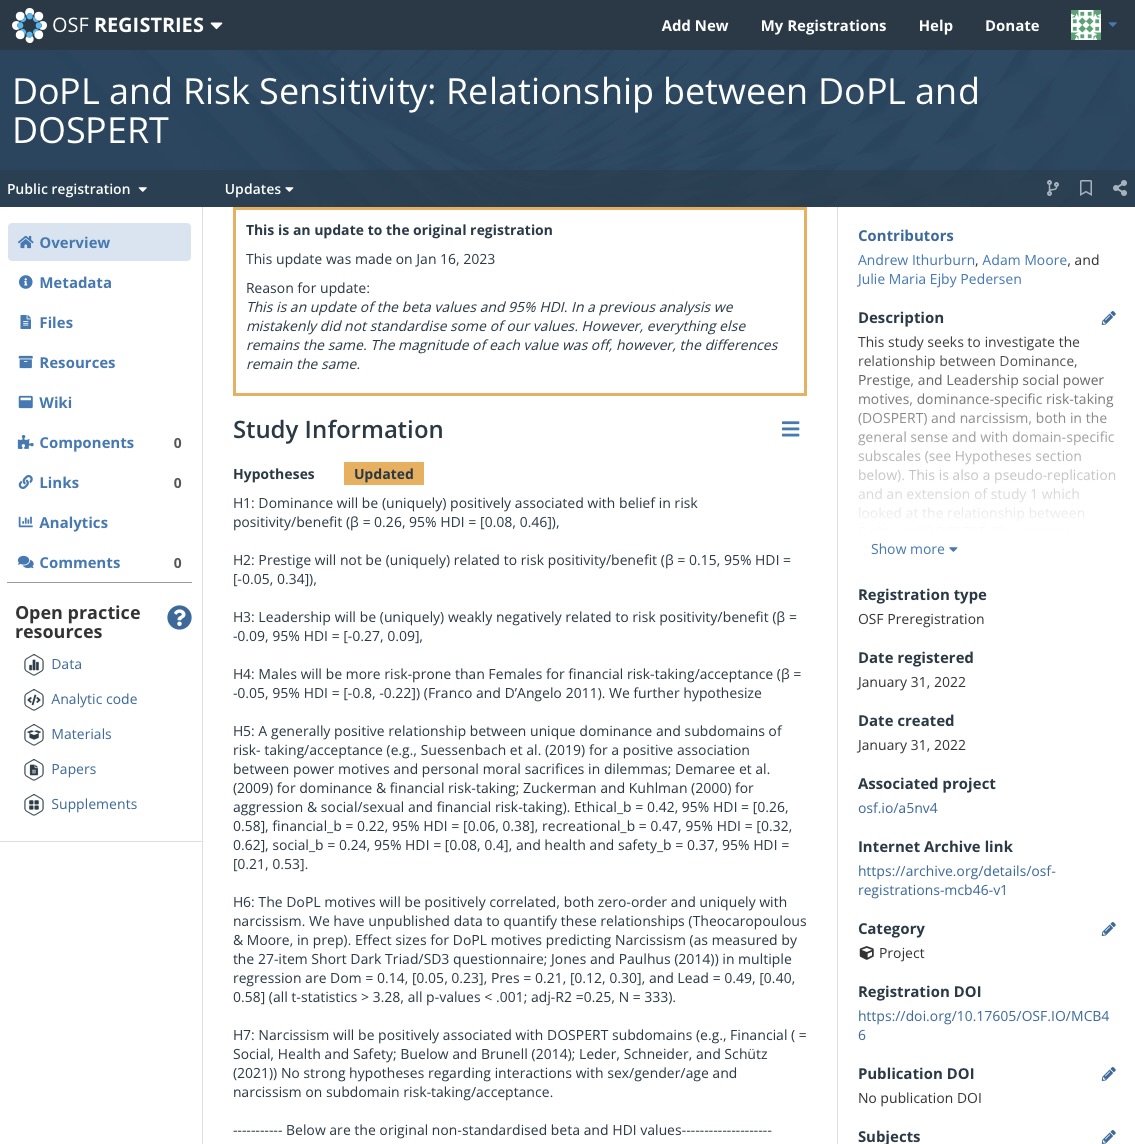 OSF REGISTRIES
Add New
My Registrations
Help
Donate
DoPL and Risk Sensitivity: Relationship between DoPL and
DOSPERT
Public registration
Updates
Overview
Metadata
Files
Resources
Wiki
Components 0
Links 0
Analytics
Comments 0
Open practice
resources
?
Data
Analytic code
Materials
Papers
Supplements
This is an update to the original registration
This update was made on Jan 16, 2023
Reason for update:
This is an update of the beta values and 95% HDI. In a previous analysis we
mistakenly did not standardise some of our values. However, everything else
remains the same. The magnitude of each value was off, however, the differences
remain the same.
Study Information
Hypotheses Updated
H1: Dominance will be (uniquely) positively associated with belief in risk
positivity/benefit (β = 0.26, 95% HDI = [0.08, 0.46]),
H2: Prestige will not be (uniquely) related to risk positivity/benefit (β = 0.15, 95% HDI =
[-0.05, 0.34]),
H3: Leadership will be (uniquely) weakly negatively related to risk positivity/benefit (β =
-0.09, 95% HDI = [-0.27, 0.09],
H4: Males will be more risk-prone than Females for financial risk-taking/acceptance (β =
-0.05, 95% HDI = [-0.8, -0.22]) (Franco and D’Angelo 2011). We further hypothesize
H5: A generally positive relationship between unique dominance and subdomains of
risk- taking/acceptance (e.g., Suessenbach et al. (2019) for a positive association
between power motives and personal moral sacrifices in dilemmas; Demaree et al.
(2009) for dominance & financial risk-taking; Zuckerman and Kuhlman (2000) for
aggression & social/sexual and financial risk-taking). Ethical_b = 0.42, 95% HDI = [0.26,
0.58], financial_b = 0.22, 95% HDI = [0.06, 0.38], recreational_b = 0.47, 95% HDI = [0.32,
0.62], social_b = 0.24, 95% HDI = [0.08, 0.4], and health and safety_b = 0.37, 95% HDI =
[0.21, 0.53].
H6: The DoPL motives will be positively correlated, both zero-order and uniquely with
narcissism. We have unpublished data to quantify these relationships (Theocaropoulous
& Moore, in prep). Effect sizes for DoPL motives predicting Narcissism (as measured by
the 27-item Short Dark Triad/SD3 questionnaire; Jones and Paulhus (2014)) in multiple
regression are Dom = 0.14, [0.05, 0.23], Pres = 0.21, [0.12, 0.30], and Lead = 0.49, [0.40,
0.58] (all t-statistics > 3.28, all p-values < .001; adj-R2 =0.25, N = 333).
H7: Narcissism will be positively associated with DOSPERT subdomains (e.g., Financial ( =
Social, Health and Safety; Buelow and Brunell (2014); Leder, Schneider, and Schütz
(2021)) No strong hypotheses regarding interactions with sex/gender/age and
narcissism on subdomain risk-taking/acceptance.
----------- Below are the original non-standardised beta and HDI values--------------------
Contributors
Andrew Ithurburn, Adam Moore, and
Julie Maria Ejby Pedersen
Description
This study seeks to investigate the
relationship between Dominance,
Prestige, and Leadership social power
motives, dominance-specific risk-taking
(DOSPERT) and narcissism, both in the
general sense and with domain-specific
subscales (see Hypotheses section
below). This is also a pseudo-replication
and an extension of study 1 which
looked at the relationship between
Show more
Registration type
OSF Preregistration
Date registered
January 31, 2022
Date created
January 31, 2022
Associated project
osf.io/a5nv4
Internet Archive link
https://archive.org/details/osf-
registrations-mcb46-v1
Category
Project
Registration DOI
https://doi.org/10.17605/OSF.IO/MCB4
6
Publication DOI
No publication DOI
Subjects